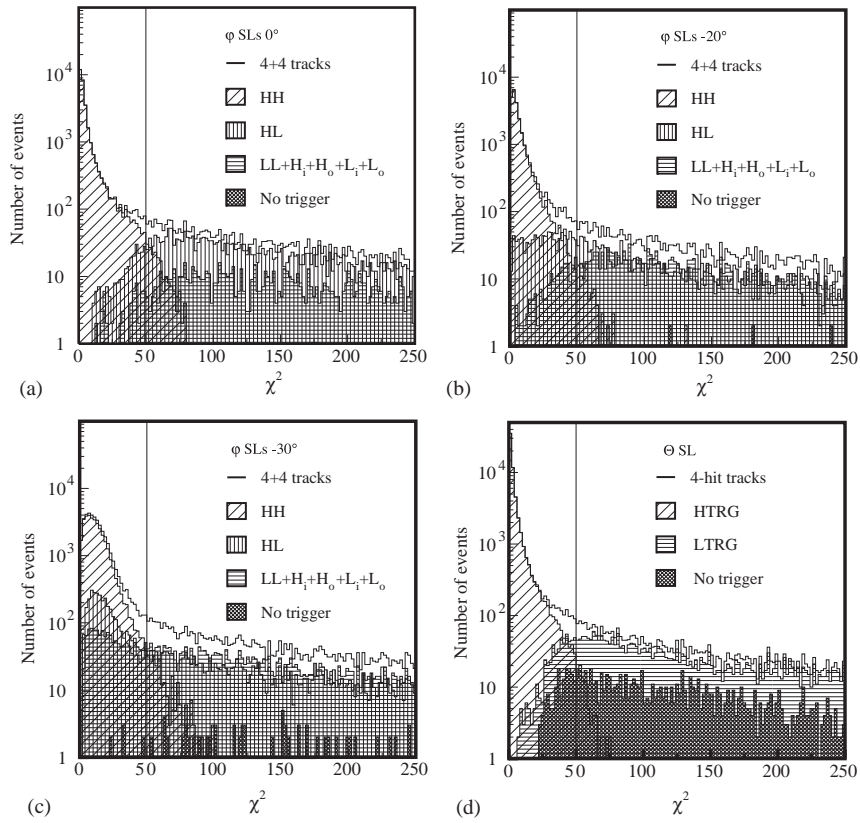 φ SLs 0°
4+4 tracks
HH
HL
LL+H_i+H_o+L_i+L_o
No trigger
Number of events
10^4
10^3
10^2
10
1
0 50 100 150 200 250
χ^2
(a)
φ SLs -20°
4+4 tracks
HH
HL
LL+H_i+H_o+L_i+L_o
No trigger
Number of events
10^4
10^3
10^2
10
1
0 50 100 150 200 250
χ^2
(b)
φ SLs -30°
4+4 tracks
HH
HL
LL+H_i+H_o+L_i+L_o
No trigger
Number of events
10^4
10^3
10^2
10
1
0 50 100 150 200 250
χ^2
(c)
Θ SL
4-hit tracks
HTRG
LTRG
No trigger
Number of events
10^4
10^3
10^2
10
1
0 50 100 150 200 250
χ^2
(d)